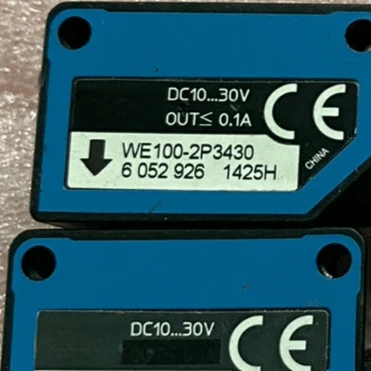 DC10...30V
OUT≤ 0.1A
CE
WE100-2P3430
6 052 926 1425H
CHINA
DC10...30V
CE